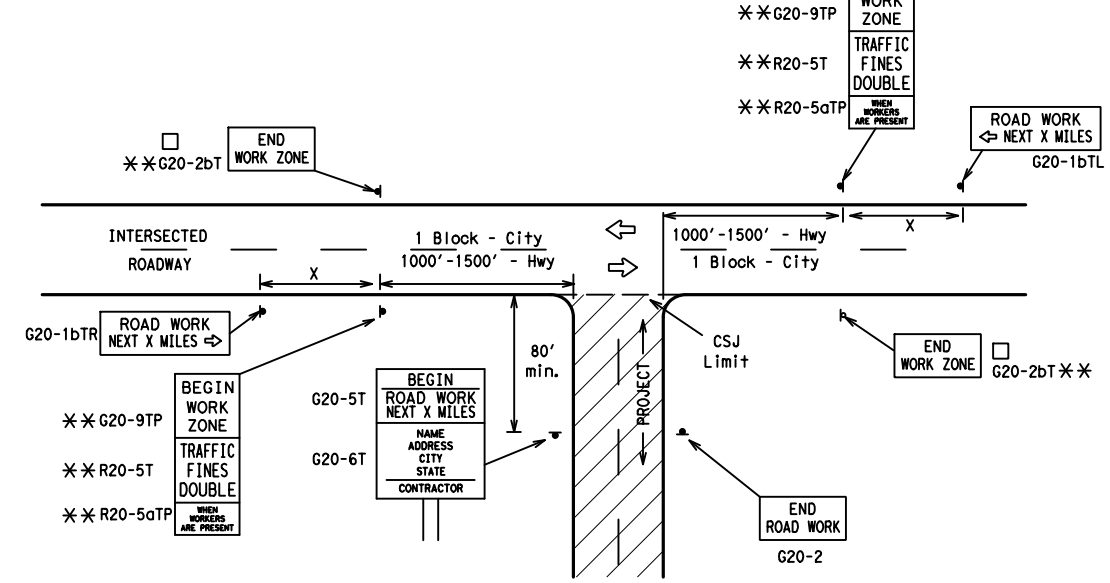 WORK
ZONE
**G20-9TP
TRAFFIC
FINES
DOUBLE
**R20-5T
WHEN
WORKERS
ARE PRESENT
**R20-5aTP
ROAD WORK
⇦ NEXT X MILES
G20-1bTL
END
WORK ZONE
□
**G20-2bT
INTERSECTED
ROADWAY
1 Block - City
1000'-1500' - Hwy
X
1000'-1500' - Hwy
1 Block - City
X
G20-1bTR
ROAD WORK
NEXT X MILES ⇨
80'
min.
PROJECT
CSJ
Limit
END
WORK ZONE
□
G20-2bT**
BEGIN
WORK
ZONE
**G20-9TP
TRAFFIC
FINES
DOUBLE
**R20-5T
WHEN
WORKERS
ARE PRESENT
**R20-5aTP
G20-5T
BEGIN
ROAD WORK
NEXT X MILES
G20-6T
NAME
ADDRESS
CITY
STATE
CONTRACTOR
END
ROAD WORK
G20-2